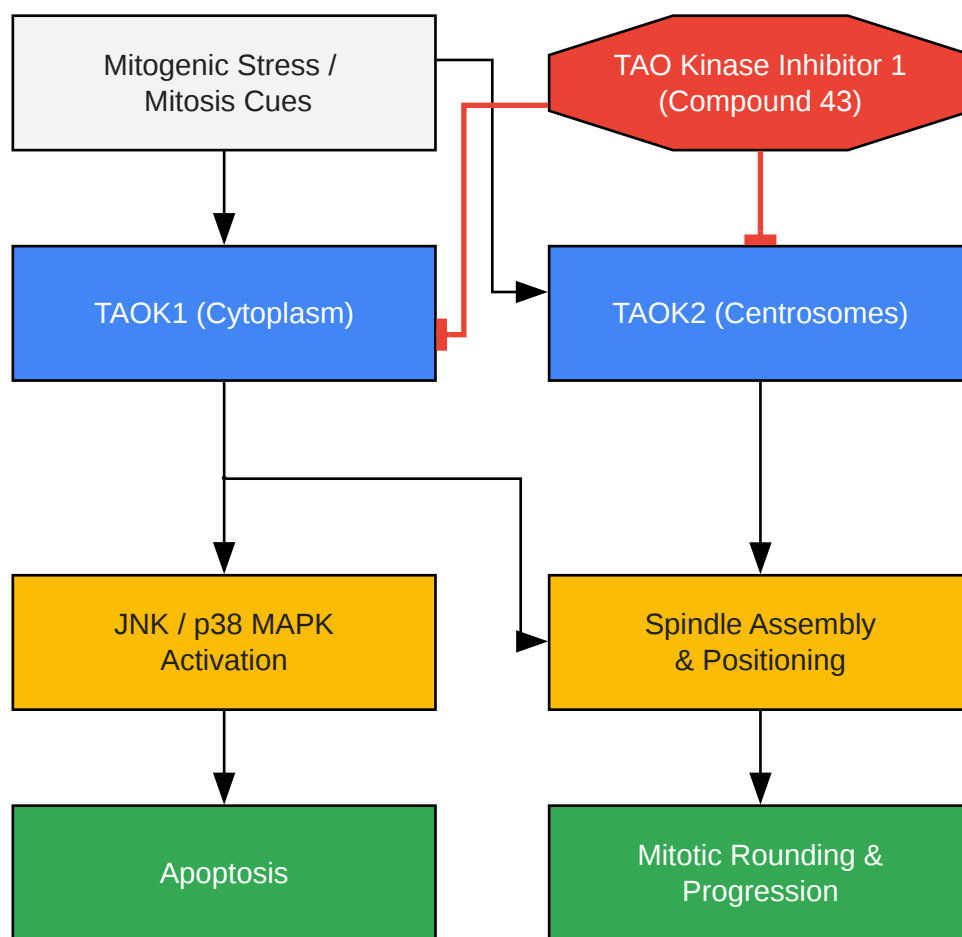 Mitogenic Stress /
Mitosis Cues
TAO Kinase Inhibitor 1
(Compound 43)
TAOK1 (Cytoplasm)
TAOK2 (Centrosomes)
JNK / p38 MAPK
Activation
Spindle Assembly
& Positioning
Apoptosis
Mitotic Rounding &
Progression